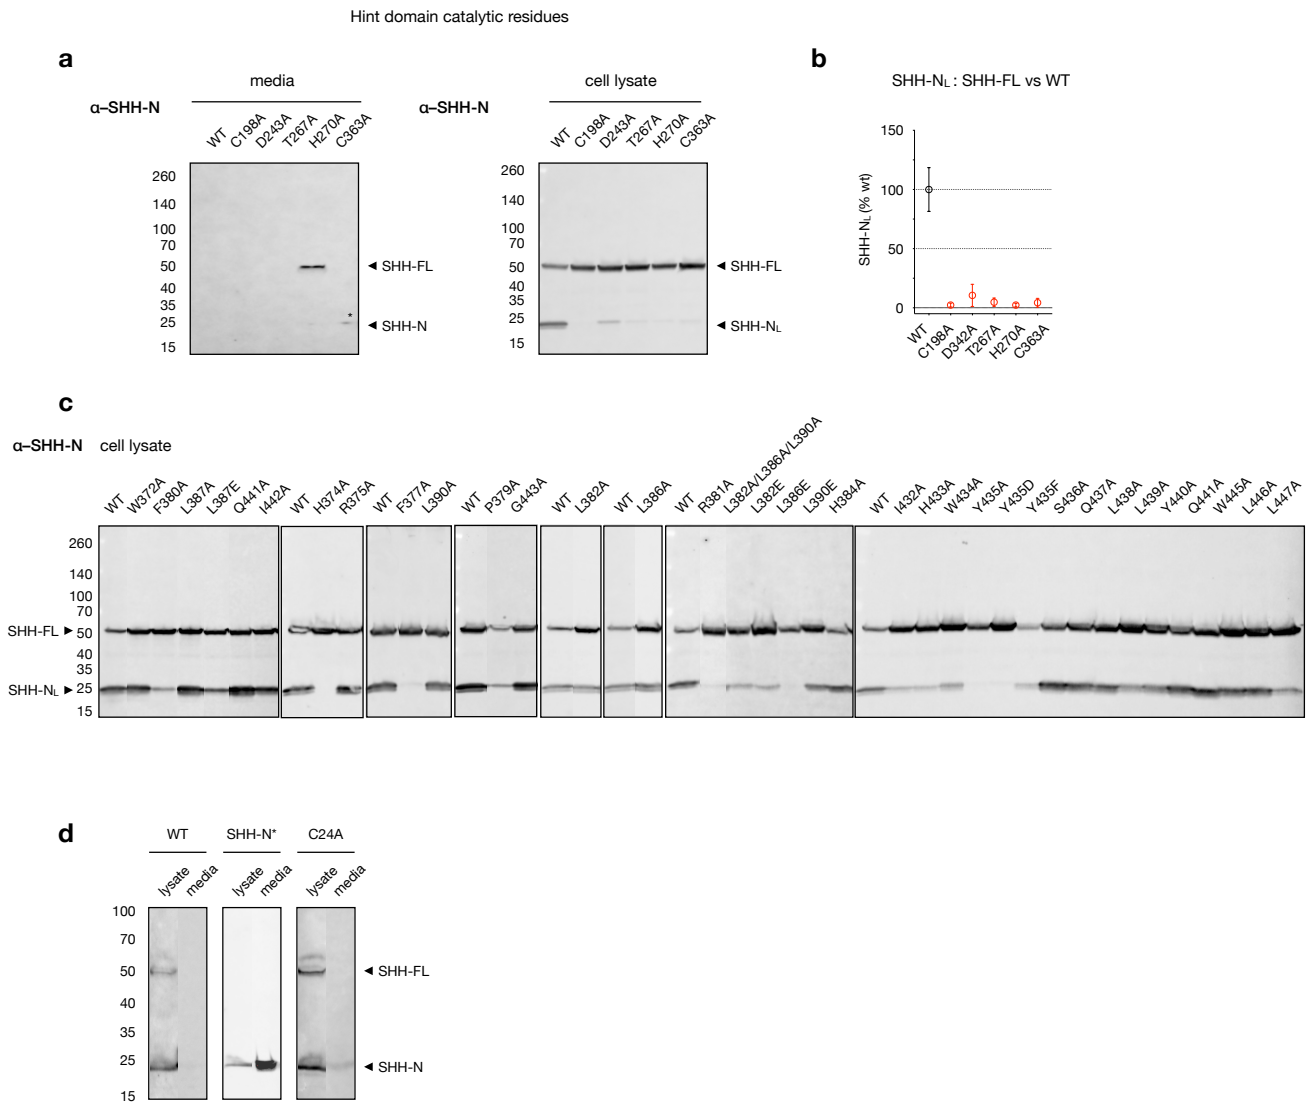 Hint domain catalytic residues
a
media
cell lysate
α–SHH-N
α–SHH-N
WT
C198A
D243A
T267A
H270A
C363A
WT
C198A
D243A
T267A
H270A
C363A
260
140
100
70
50
40
35
25
15
◄ SHH-FL
*
◄ SHH-N
260
140
100
70
50
40
35
25
15
◄ SHH-FL
◄ SHH-NL
b
SHH-NL : SHH-FL vs WT
SHH-NL (% wt)
150
100
50
0
WT
C198A
D342A
T267A
H270A
C363A
c
α–SHH-N cell lysate
WT
W372A
F380A
L387A
L387E
Q441A
I442A
WT
H374A
R375A
WT
F377A
L390A
WT
P379A
G443A
WT
L382A
WT
L386A
WT
R381A
L382A/L386A/L390A
L382E
L386E
L390E
H384A
WT
I432A
H433A
W434A
Y435A
Y435D
Y435F
S436A
Q437A
L438A
L439A
Y440A
Q441A
W445A
L446A
L447A
260
140
100
70
50
40
35
25
15
SHH-FL ►
SHH-NL ►
d
WT
SHH-N*
C24A
lysate
media
lysate
media
lysate
media
100
70
50
40
35
25
15
◄ SHH-FL
◄ SHH-N